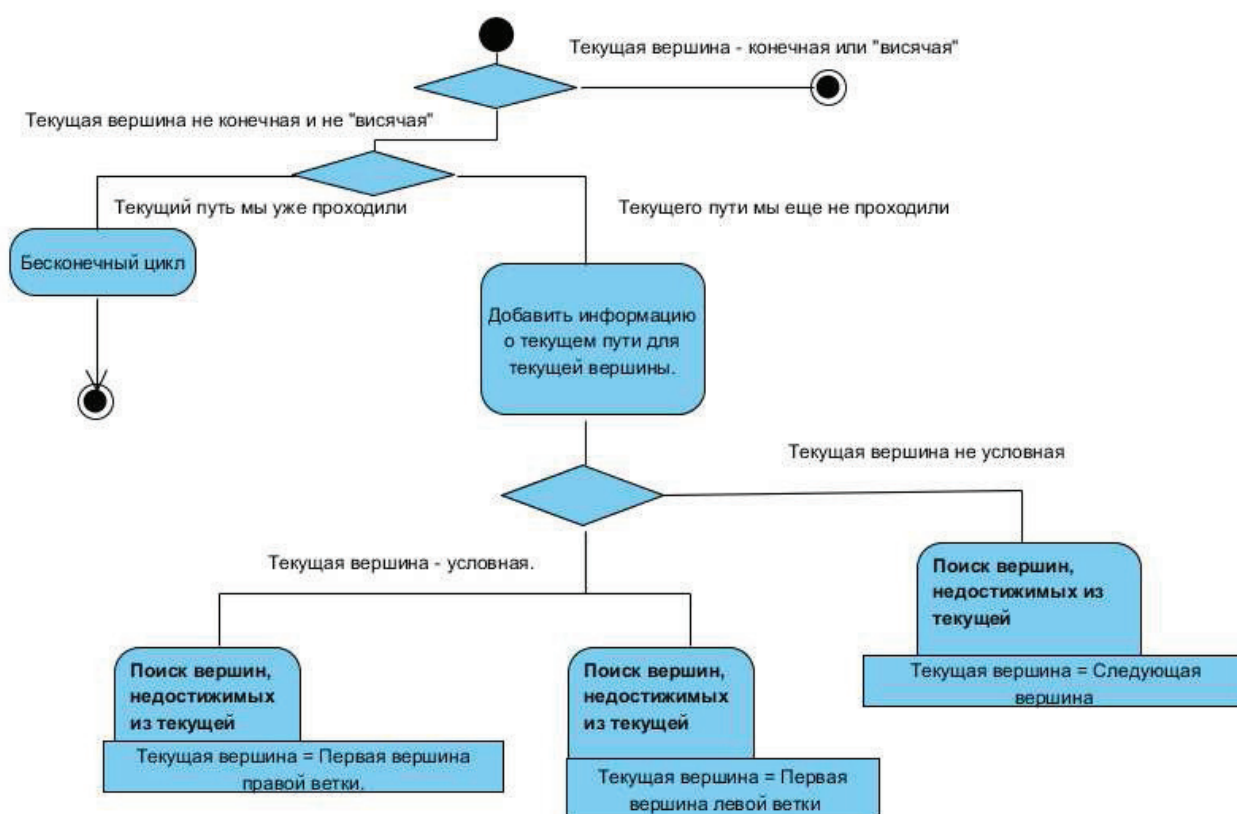 Текущая вершина - конечная или "висячая"
Текущая вершина не конечная и не "висячая"
Текущий путь мы уже проходили
Текущего пути мы еще не проходили
Бесконечный цикл
Добавить информацию
о текущем пути для
текущей вершины.
Текущая вершина не условная
Текущая вершина - условная.
Поиск вершин,
недостижимых из
текущей
Текущая вершина = Следующая
вершина
Поиск вершин,
недостижимых
из текущей
Текущая вершина = Первая вершина
правой ветки.
Поиск вершин,
недостижимых
из текущей
Текущая вершина = Первая
вершина левой ветки